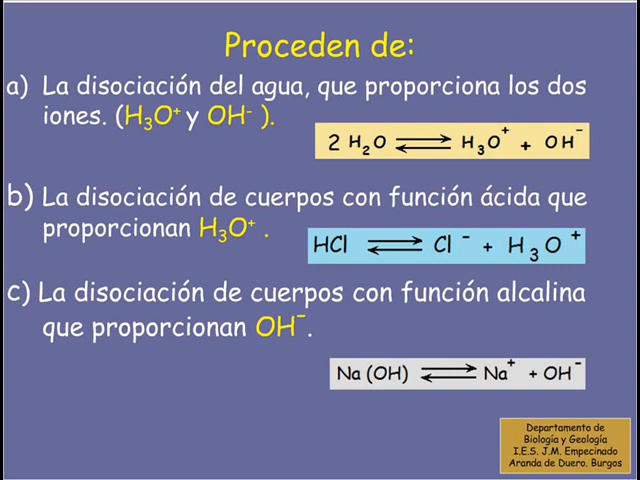 Proceden de:
a) La disociación del agua, que proporciona los dos
iones. (H₃O⁺ y OH⁻ ).
2 H₂O ⇌ H₃O⁺ + OH⁻
b) La disociación de cuerpos con función ácida que
proporcionan H₃O⁺ .
HCl ⇌ Cl⁻ + H₃O⁺
c) La disociación de cuerpos con función alcalina
que proporcionan OH⁻.
Na (OH) ⇌ Na⁺ + OH⁻
Departamento de
Biología y Geología
I.E.S. J.M. Empecinado
Aranda de Duero. Burgos